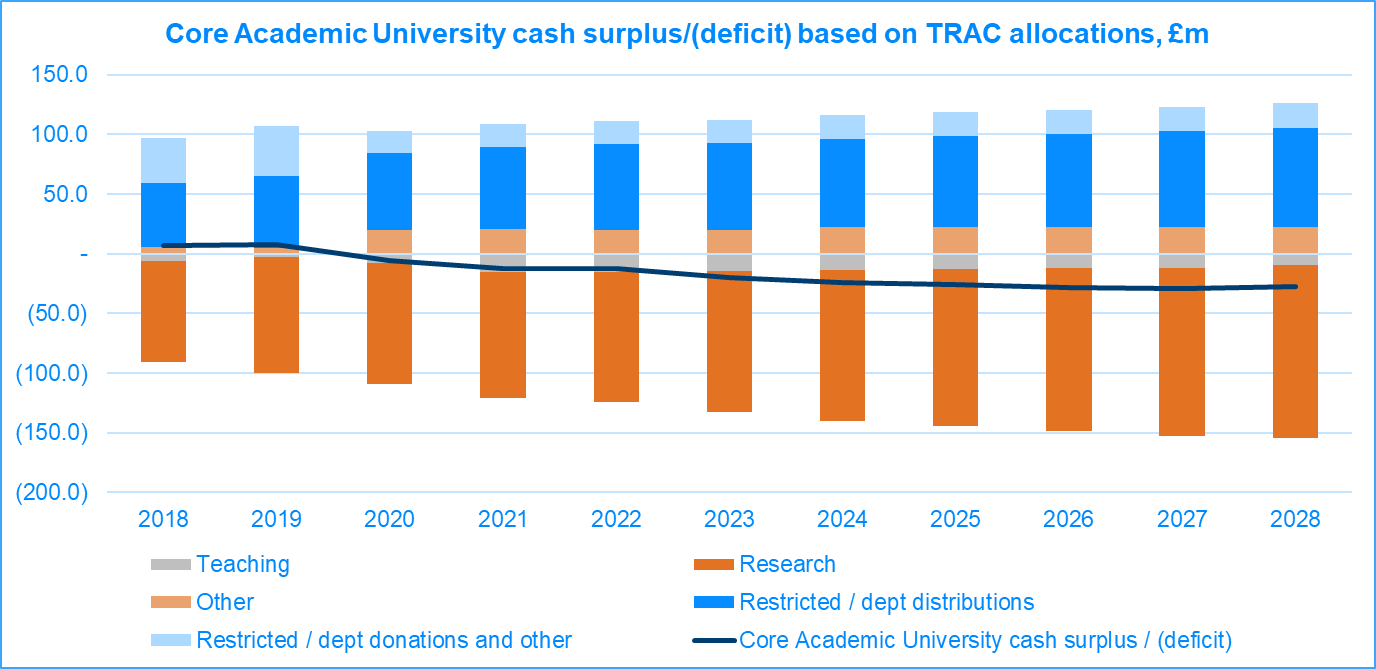 Core Academic University cash surplus/(deficit) based on TRAC allocations, £m
150.0
100.0
50.0
-
(50.0)
(100.0)
(150.0)
(200.0)
2018 2019 2020 2021 2022 2023 2024 2025 2026 2027 2028
Teaching Research
Other Restricted / dept distributions
Restricted / dept donations and other Core Academic University cash surplus / (deficit)